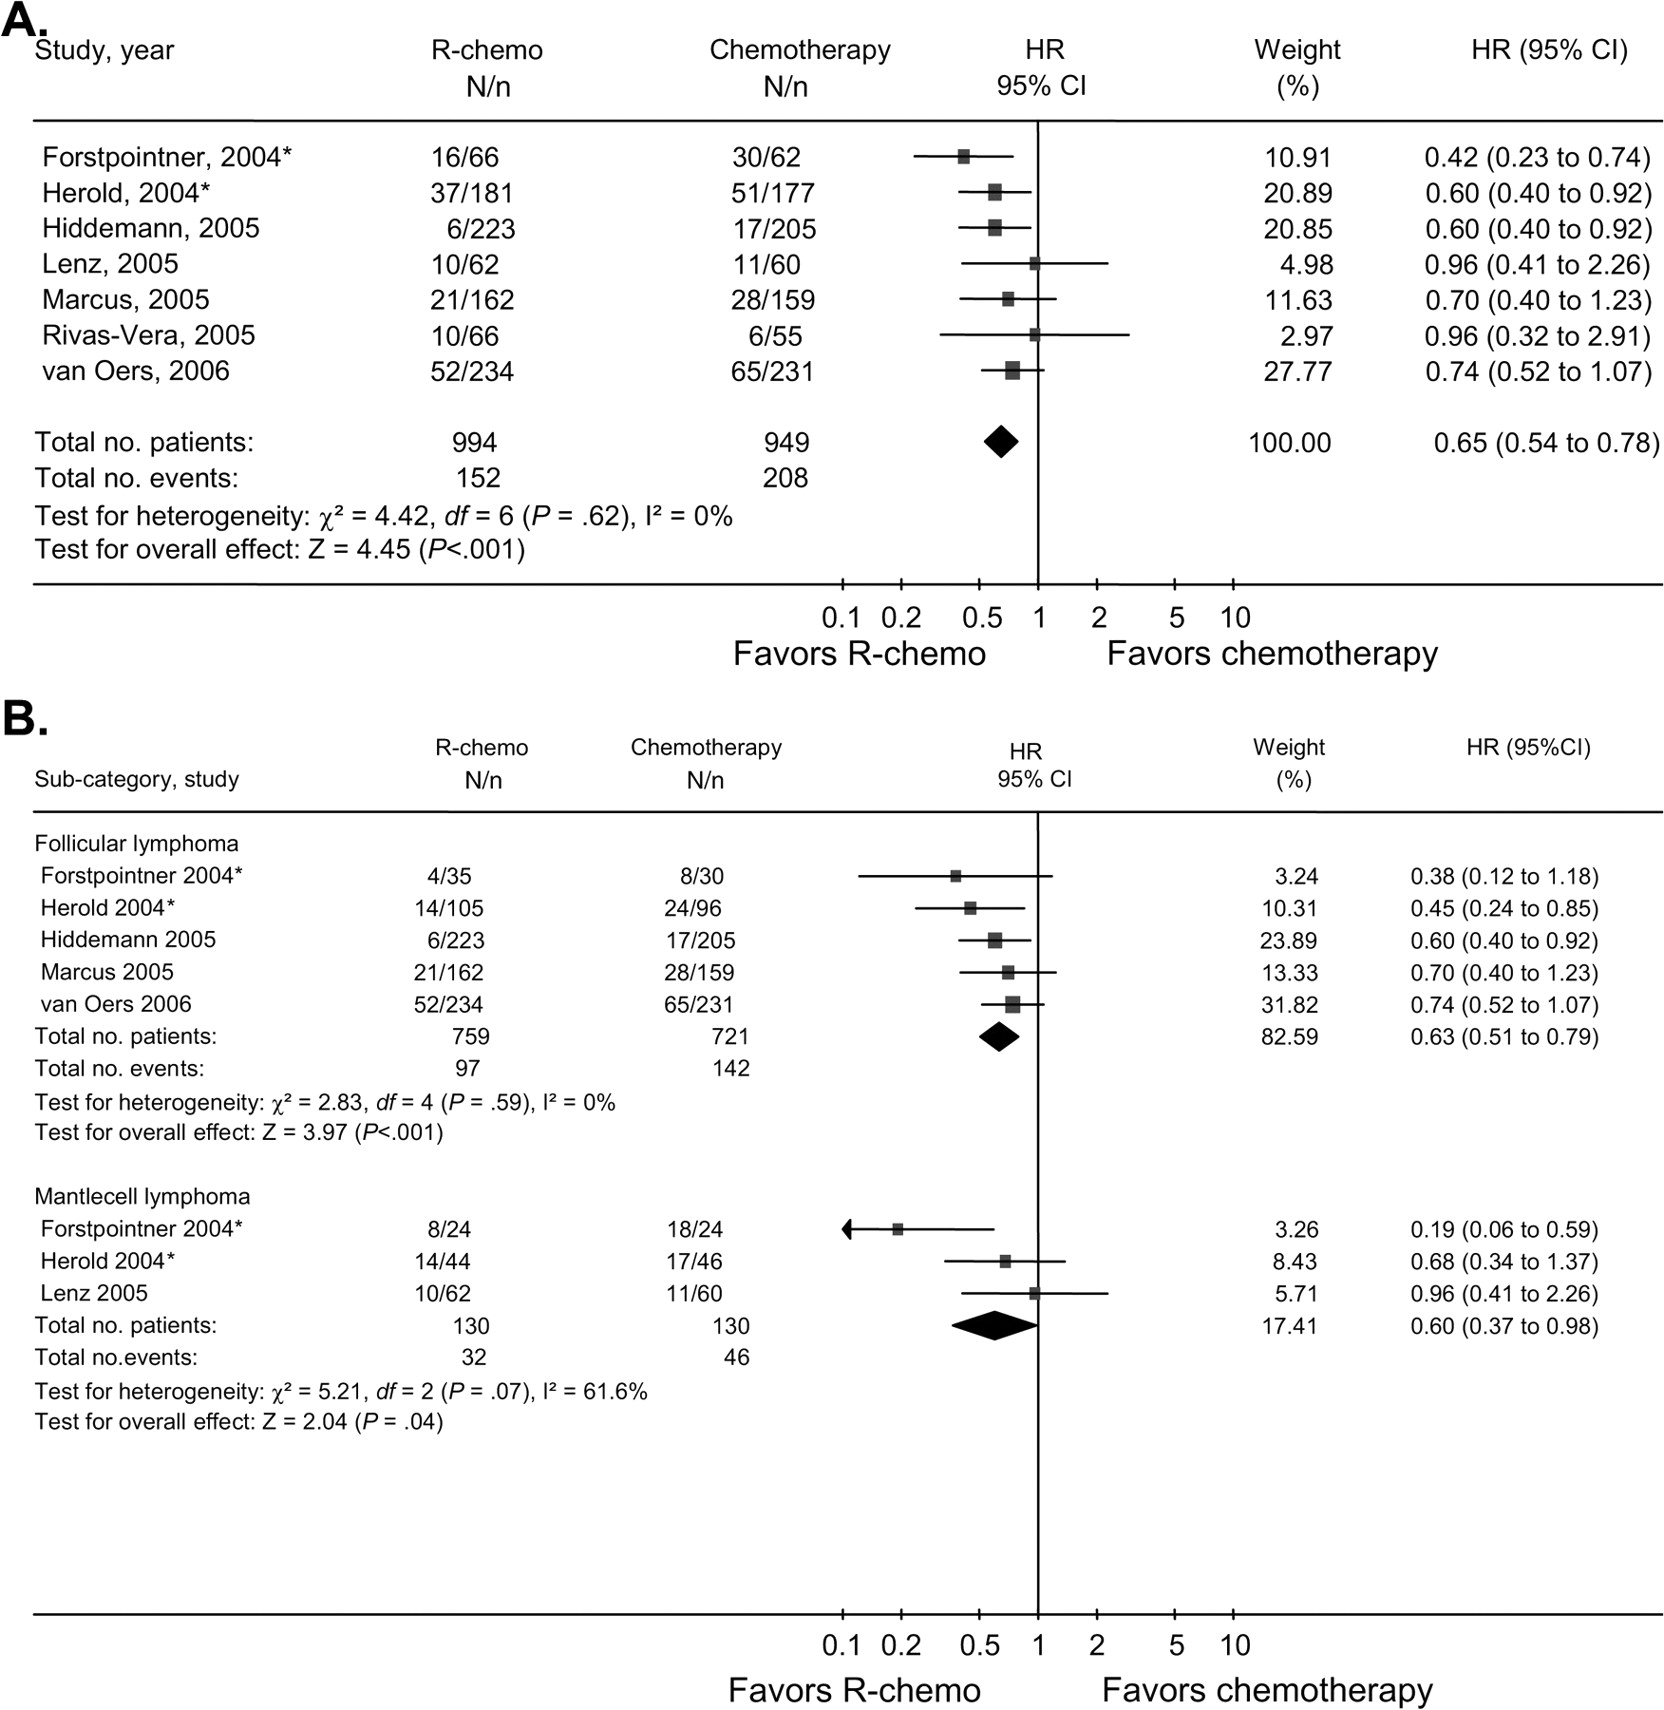 A.
Study, year R-chemo Chemotherapy HR Weight HR (95% CI)
N/n N/n 95% CI (%)
Forstpointner, 2004* 16/66 30/62 10.91 0.42 (0.23 to 0.74)
Herold, 2004* 37/181 51/177 20.89 0.60 (0.40 to 0.92)
Hiddemann, 2005 6/223 17/205 20.85 0.60 (0.40 to 0.92)
Lenz, 2005 10/62 11/60 4.98 0.96 (0.41 to 2.26)
Marcus, 2005 21/162 28/159 11.63 0.70 (0.40 to 1.23)
Rivas-Vera, 2005 10/66 6/55 2.97 0.96 (0.32 to 2.91)
van Oers, 2006 52/234 65/231 27.77 0.74 (0.52 to 1.07)
Total no. patients: 994 949 100.00 0.65 (0.54 to 0.78)
Total no. events: 152 208
Test for heterogeneity: χ² = 4.42, df = 6 (P = .62), I² = 0%
Test for overall effect: Z = 4.45 (P<.001)
0.1 0.2 0.5 1 2 5 10
Favors R-chemo Favors chemotherapy
B.
R-chemo Chemotherapy HR Weight HR (95%CI)
Sub-category, study N/n N/n 95% CI (%)
Follicular lymphoma
Forstpointner 2004* 4/35 8/30 3.24 0.38 (0.12 to 1.18)
Herold 2004* 14/105 24/96 10.31 0.45 (0.24 to 0.85)
Hiddemann 2005 6/223 17/205 23.89 0.60 (0.40 to 0.92)
Marcus 2005 21/162 28/159 13.33 0.70 (0.40 to 1.23)
van Oers 2006 52/234 65/231 31.82 0.74 (0.52 to 1.07)
Total no. patients: 759 721 82.59 0.63 (0.51 to 0.79)
Total no. events: 97 142
Test for heterogeneity: χ² = 2.83, df = 4 (P = .59), I² = 0%
Test for overall effect: Z = 3.97 (P<.001)
Mantlecell lymphoma
Forstpointner 2004* 8/24 18/24 3.26 0.19 (0.06 to 0.59)
Herold 2004* 14/44 17/46 8.43 0.68 (0.34 to 1.37)
Lenz 2005 10/62 11/60 5.71 0.96 (0.41 to 2.26)
Total no. patients: 130 130 17.41 0.60 (0.37 to 0.98)
Total no.events: 32 46
Test for heterogeneity: χ² = 5.21, df = 2 (P = .07), I² = 61.6%
Test for overall effect: Z = 2.04 (P = .04)
0.1 0.2 0.5 1 2 5 10
Favors R-chemo Favors chemotherapy